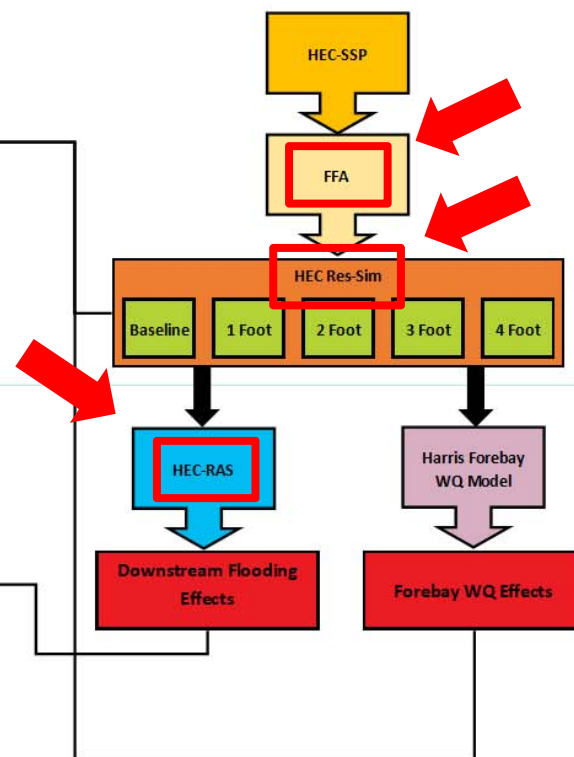 HEC-SSP
FFA
HEC Res-Sim
Baseline
1 Foot
2 Foot
3 Foot
4 Foot
HEC-RAS
Harris Forebay
WQ Model
Downstream Flooding
Effects
Forebay WQ Effects